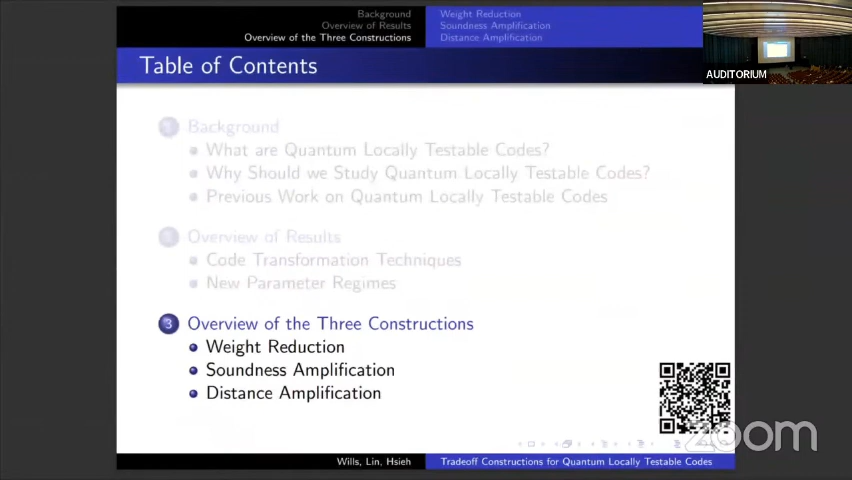 Background
Overview of Results
Overview of the Three Constructions
Weight Reduction
Soundness Amplification
Distance Amplification
AUDITORIUM
Table of Contents
1 Background
What are Quantum Locally Testable Codes?
Why Should we Study Quantum Locally Testable Codes?
Previous Work on Quantum Locally Testable Codes
2 Overview of Results
Code Transformation Techniques
New Parameter Regimes
3 Overview of the Three Constructions
Weight Reduction
Soundness Amplification
Distance Amplification
zoom
Wills, Lin, Hsieh
Tradeoff Constructions for Quantum Locally Testable Codes